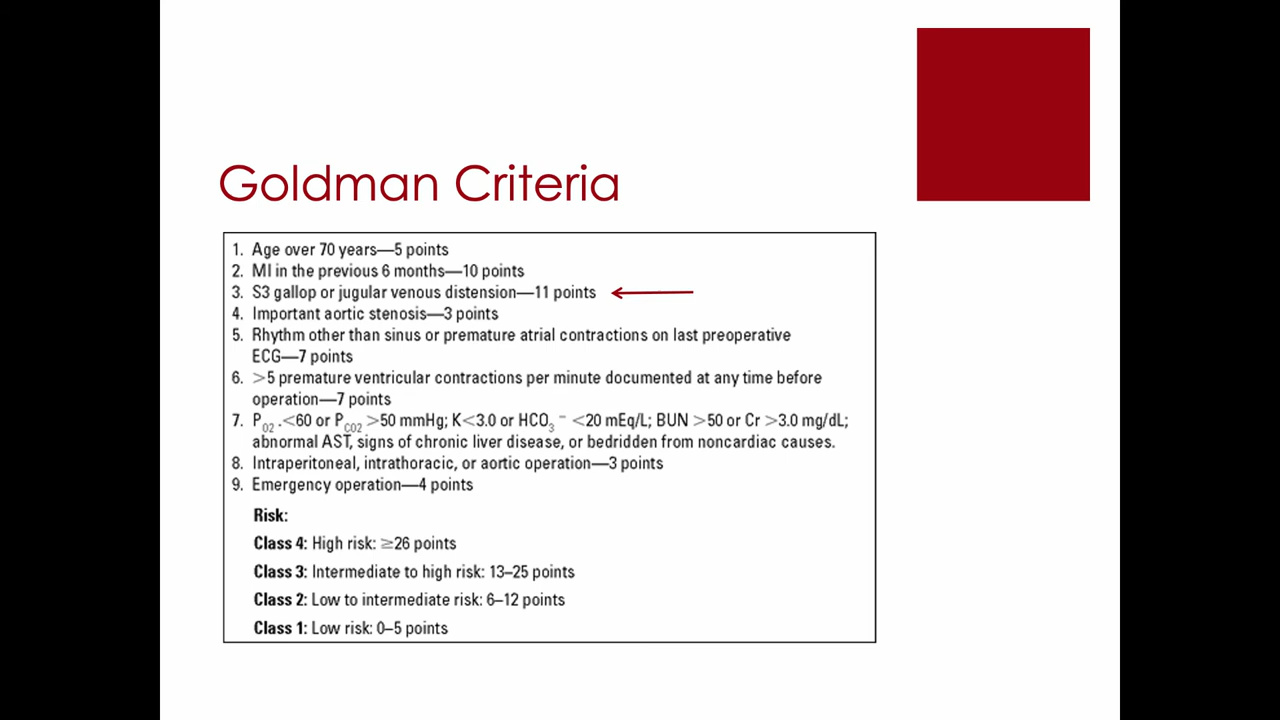 Goldman Criteria
1. Age over 70 years—5 points
2. MI in the previous 6 months—10 points
3. S3 gallop or jugular venous distension—11 points
4. Important aortic stenosis—3 points
5. Rhythm other than sinus or premature atrial contractions on last preoperative
ECG—7 points
6. >5 premature ventricular contractions per minute documented at any time before
operation—7 points
7. P_O2 .<60 or P_CO2 >50 mmHg; K<3.0 or HCO₃⁻ <20 mEq/L; BUN >50 or Cr >3.0 mg/dL;
abnormal AST, signs of chronic liver disease, or bedridden from noncardiac causes.
8. Intraperitoneal, intrathoracic, or aortic operation—3 points
9. Emergency operation—4 points
Risk:
Class 4: High risk: ≥26 points
Class 3: Intermediate to high risk: 13–25 points
Class 2: Low to intermediate risk: 6–12 points
Class 1: Low risk: 0–5 points